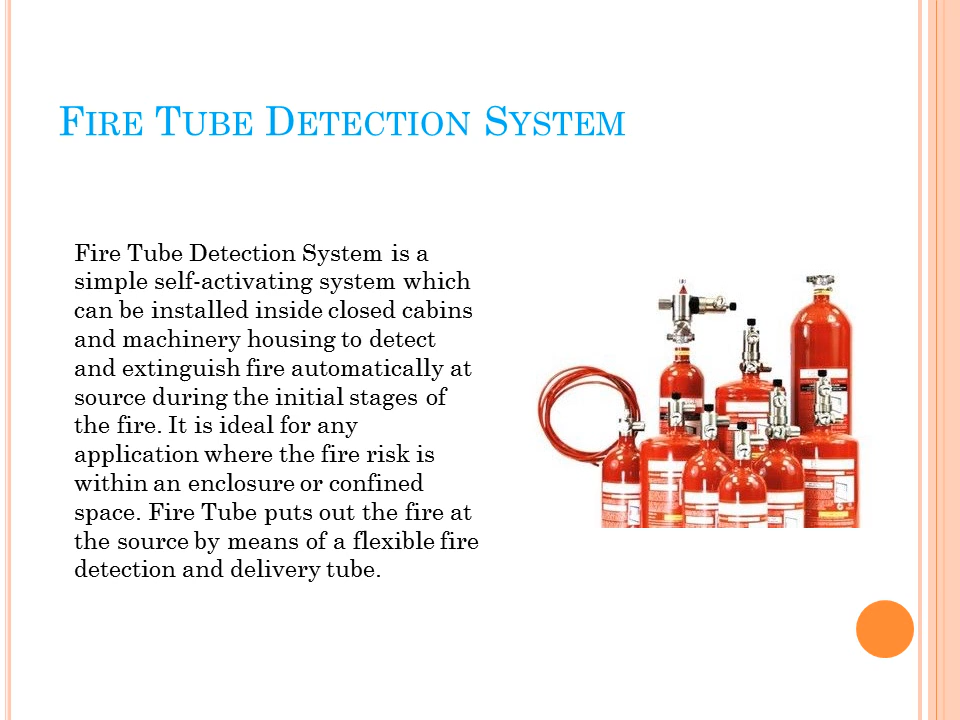 Fire Tube Detection System
Fire Tube Detection System is a
simple self-activating system which
can be installed inside closed cabins
and machinery housing to detect
and extinguish fire automatically at
source during the initial stages of
the fire. It is ideal for any
application where the fire risk is
within an enclosure or confined
space. Fire Tube puts out the fire at
the source by means of a flexible fire
detection and delivery tube.